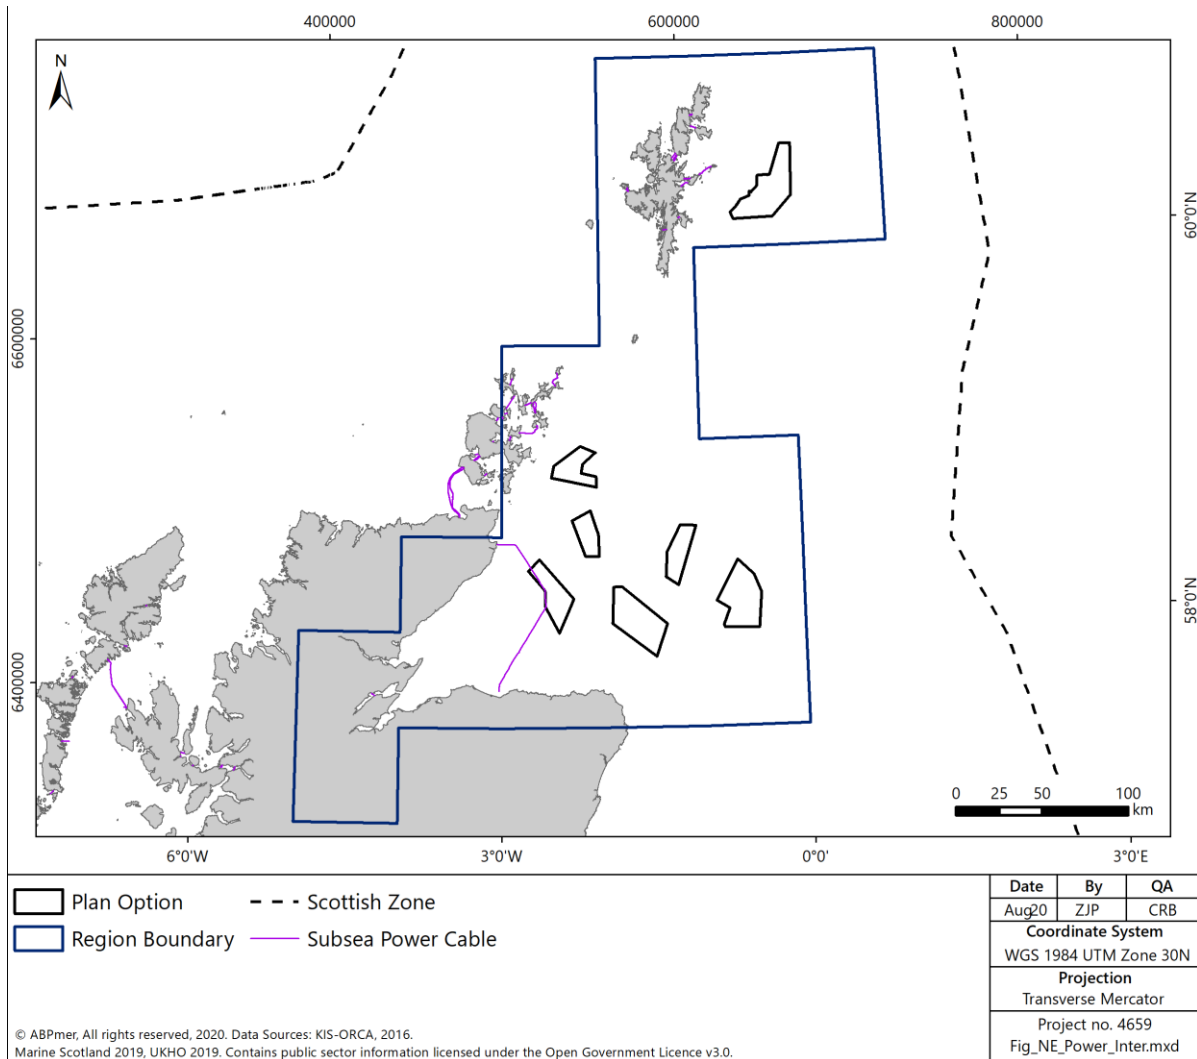 400000 600000 800000
N
60°0'N
6600000
58°0'N
6400000
0 25 50 100
km
6°0'W 3°0'W 0°0' 3°0'E
Plan Option
Scottish Zone
Region Boundary
Subsea Power Cable
Date By QA
Aug20 ZJP CRB
Coordinate System
WGS 1984 UTM Zone 30N
Projection
Transverse Mercator
Project no. 4659
Fig_NE_Power_Inter.mxd
© ABPmer, All rights reserved, 2020. Data Sources: KIS-ORCA, 2016.
Marine Scotland 2019, UKHO 2019. Contains public sector information licensed under the Open Government Licence v3.0.